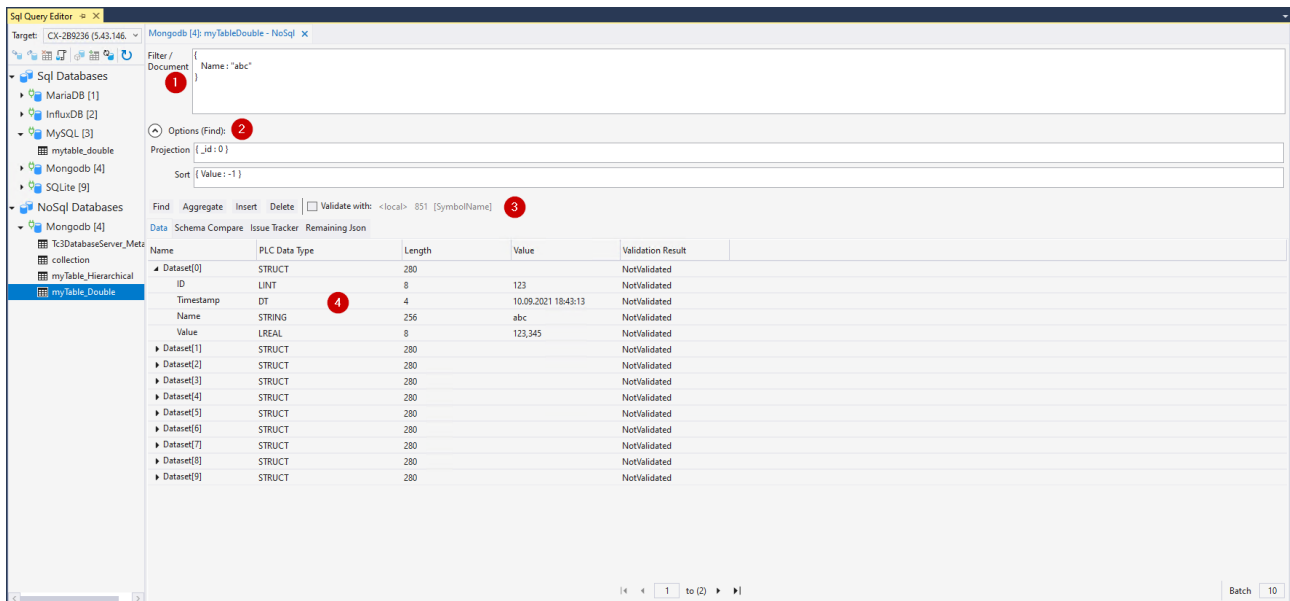 Sql Query Editor
Target: CX-2B9236 (5.43.146.
Sql Databases
MariaDB [1]
InfluxDB [2]
MySQL [3]
mytable_double
Mongodb [4]
SQLite [9]
NoSql Databases
Mongodb [4]
Tc3DatabaseServer_Meta
collection
myTable_Hierarchical
myTable_Double
Mongodb [4]: myTableDouble - NoSql
Filter /
Document
{
Name : "abc"
}
1
Options (Find): 2
Projection { _id : 0 }
Sort { Value : -1 }
Find Aggregate Insert Delete Validate with: <local> 851 [SymbolName] 3
Data Schema Compare Issue Tracker Remaining Json
Name PLC Data Type Length Value Validation Result
Dataset[0] STRUCT 280 NotValidated
ID LINT 8 123
Timestamp DT 4 10.09.2021 18:43:13
4
Name STRING 256 abc
Value LREAL 8 123,345
Dataset[1] STRUCT 280 NotValidated
Dataset[2] STRUCT 280 NotValidated
Dataset[3] STRUCT 280 NotValidated
Dataset[4] STRUCT 280 NotValidated
Dataset[5] STRUCT 280 NotValidated
Dataset[6] STRUCT 280 NotValidated
Dataset[7] STRUCT 280 NotValidated
Dataset[8] STRUCT 280 NotValidated
Dataset[9] STRUCT 280 NotValidated
1 to (2) Batch 10